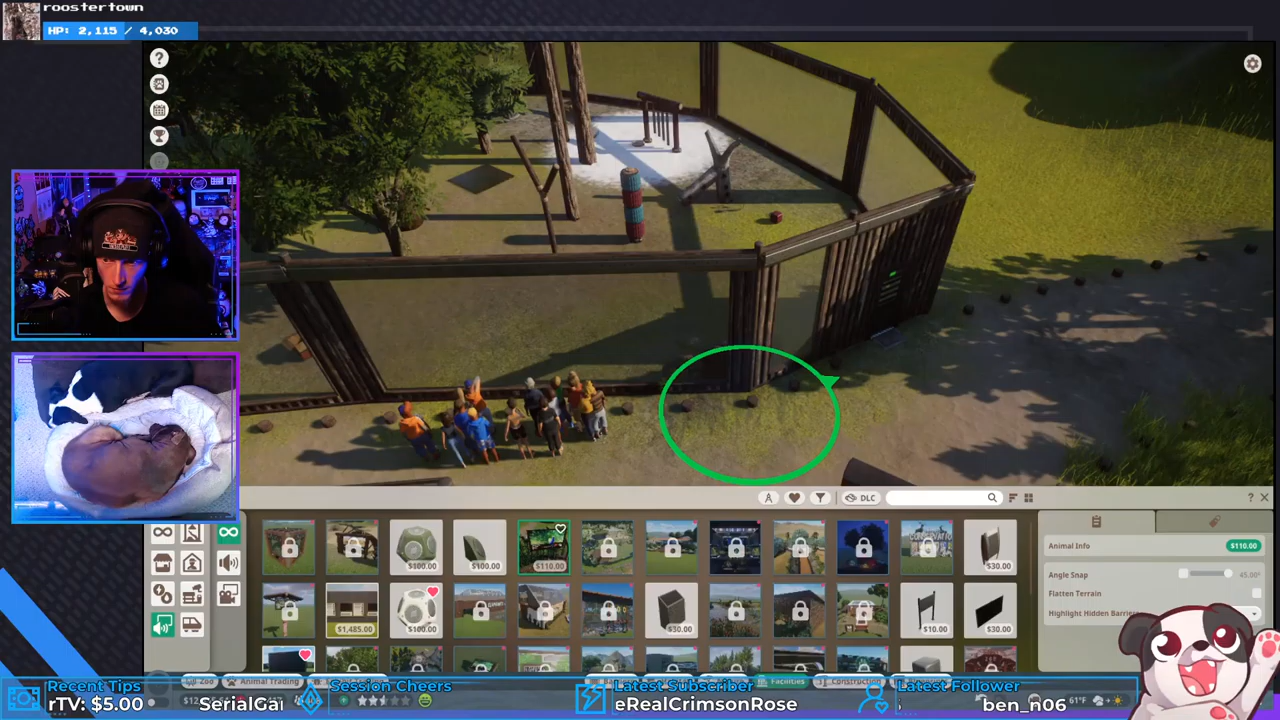 roostertown
HP: 2,115 / 4,030
?
DLC
? ×
$100.00
$100.00
$110.00
$30.00
$1,485.00
$100.00
$30.00
$10.00
$30.00
Animal Info
$110.00
Angle Snap
45.00°
Flatten Terrain
Highlight Hidden Barriers
Zoo
Animal Trading
Facilities
Construction
61°F
Recent Tips
rTV: $5.00
SerialGai
Session Cheers
Latest Subscriber
eRealCrimsonRose
Latest Follower
ben_n06